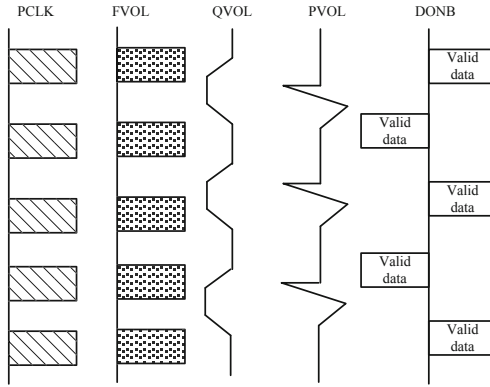 PCLK FVOL QVOL PVOL DONB
Valid
data
Valid
data
Valid
data
Valid
data
Valid
data